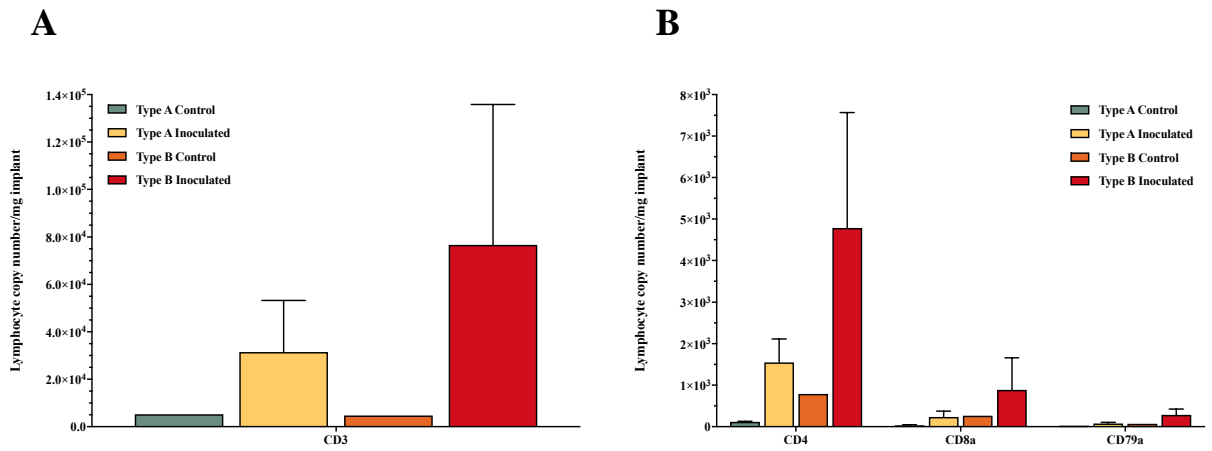 A
Lymphocyte copy number/mg implant
1.4×10⁵
1.2×10⁵
1.0×10⁵
8.0×10⁴
6.0×10⁴
4.0×10⁴
2.0×10⁴
0.0
Type A Control
Type A Inoculated
Type B Control
Type B Inoculated
CD3
B
Lymphocyte copy number/mg implant
8×10³
7×10³
6×10³
5×10³
4×10³
3×10³
2×10³
1×10³
0
Type A Control
Type A Inoculated
Type B Control
Type B Inoculated
CD4 CD8a CD79a